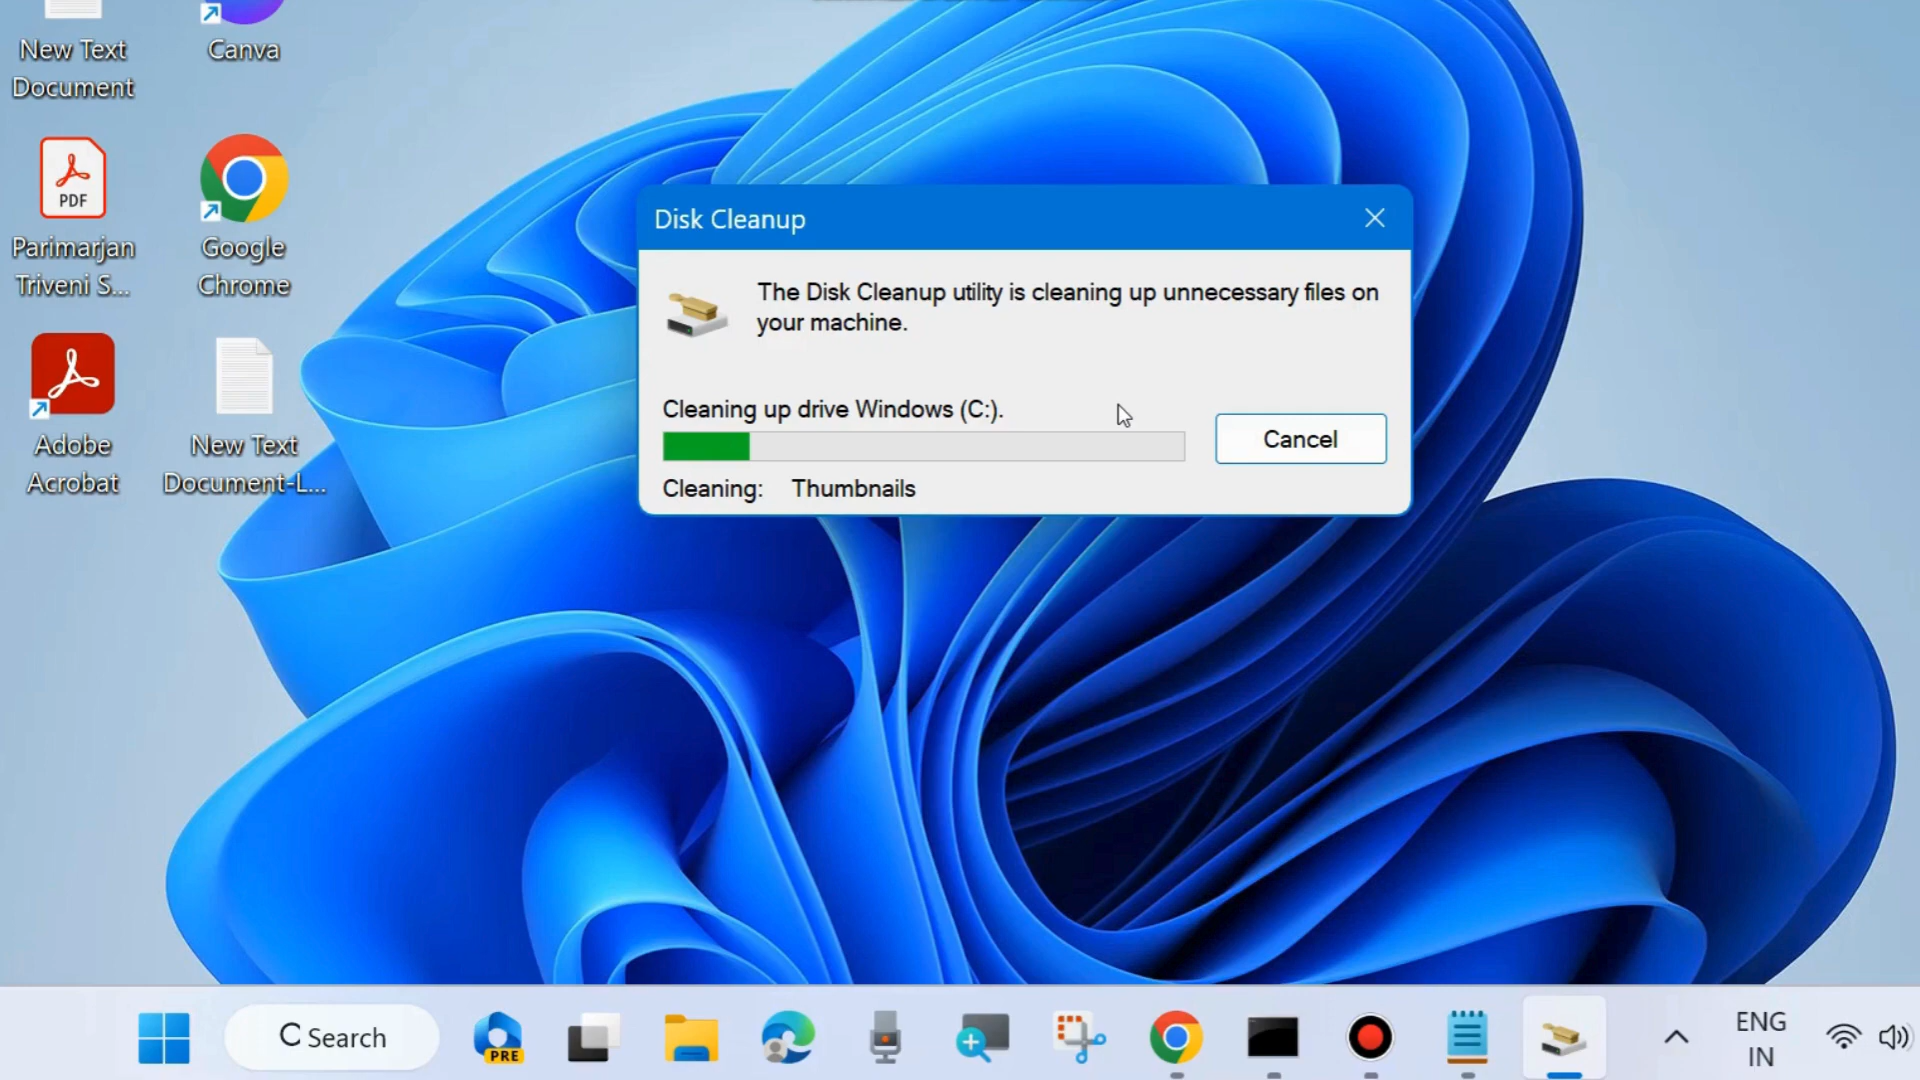 New Text
Document
Canva
PDF
Parimarjan
Triveni S...
Google
Chrome
Adobe
Acrobat
New Text
Document-L...
Disk Cleanup
The Disk Cleanup utility is cleaning up unnecessary files on
your machine.
Cleaning up drive Windows (C:).
Cancel
Cleaning: Thumbnails
Search
PRE
ENG
IN